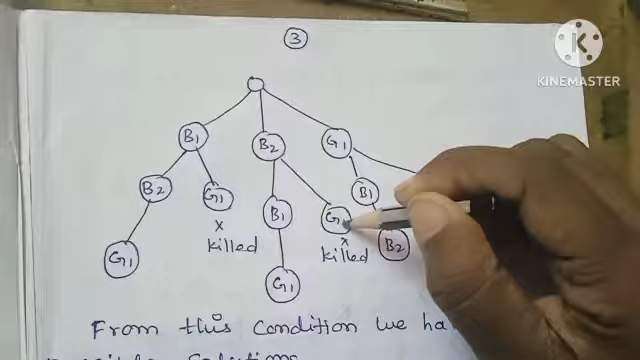 3
K
KINEMASTER
B1 B2 G1
B2 G1 B1 G1 B1
x x
killed killed B2
G1 G1
From this condition we ha